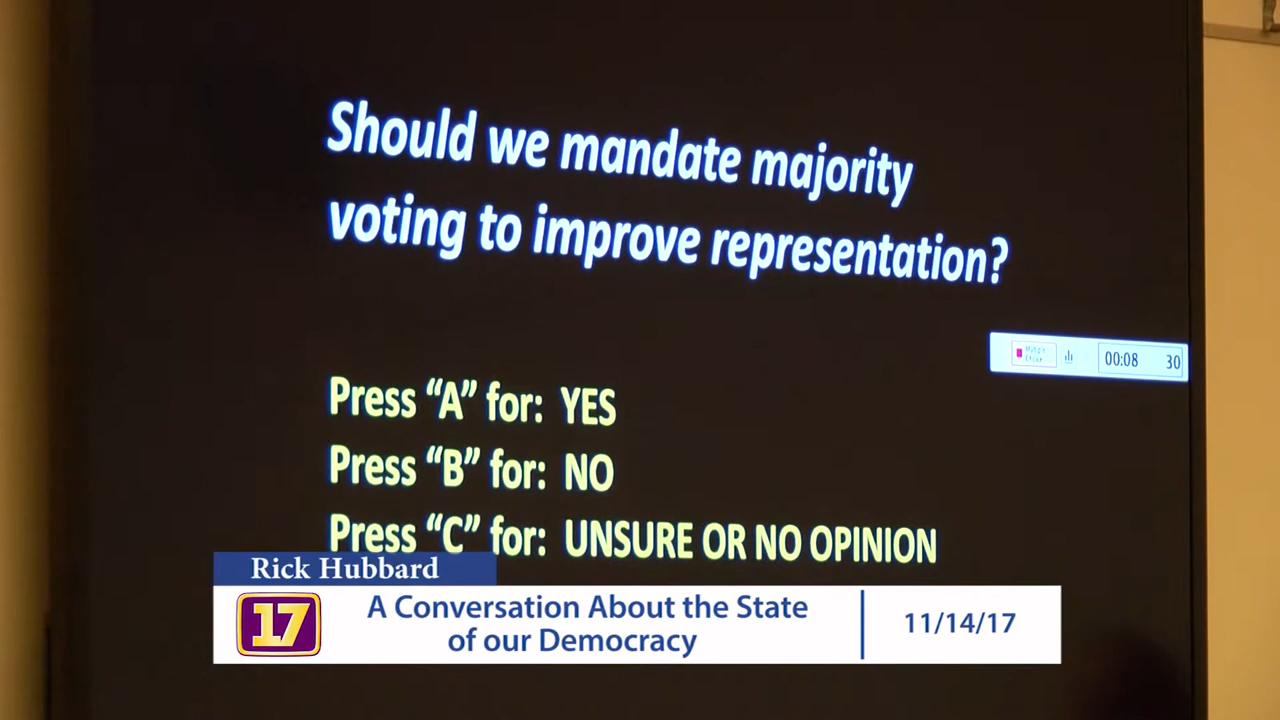 Should we mandate majority
voting to improve representation?
00:08 30
Press “A” for: YES
Press “B” for: NO
Press “C” for: UNSURE OR NO OPINION
Rick Hubbard
17
A Conversation About the State
of our Democracy
11/14/17